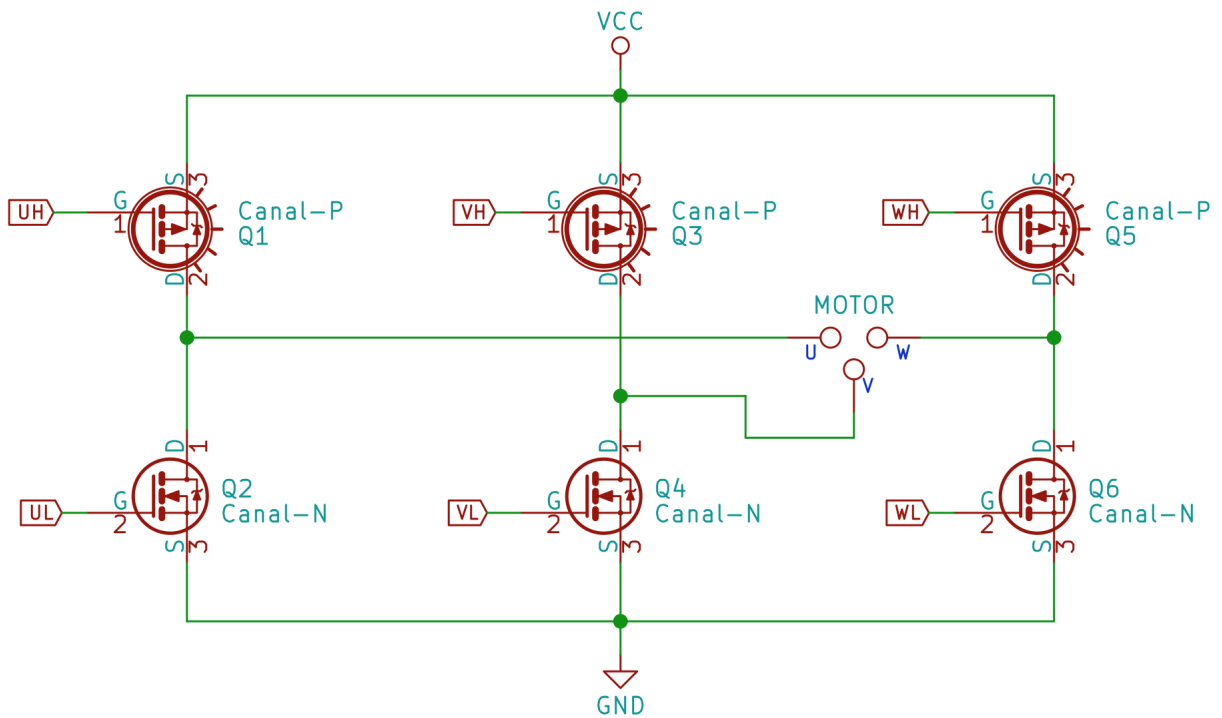 VCC
S
3
S
3
S
3
UH
G
1
Canal-P
Q1
VH
G
1
Canal-P
Q3
WH
G
1
Canal-P
Q5
D
2
D
2
D
2
MOTOR
U
W
V
D
1
D
1
D
1
UL
G
2
Q2
Canal-N
VL
G
2
Q4
Canal-N
WL
G
2
Q6
Canal-N
S
3
S
3
S
3
GND